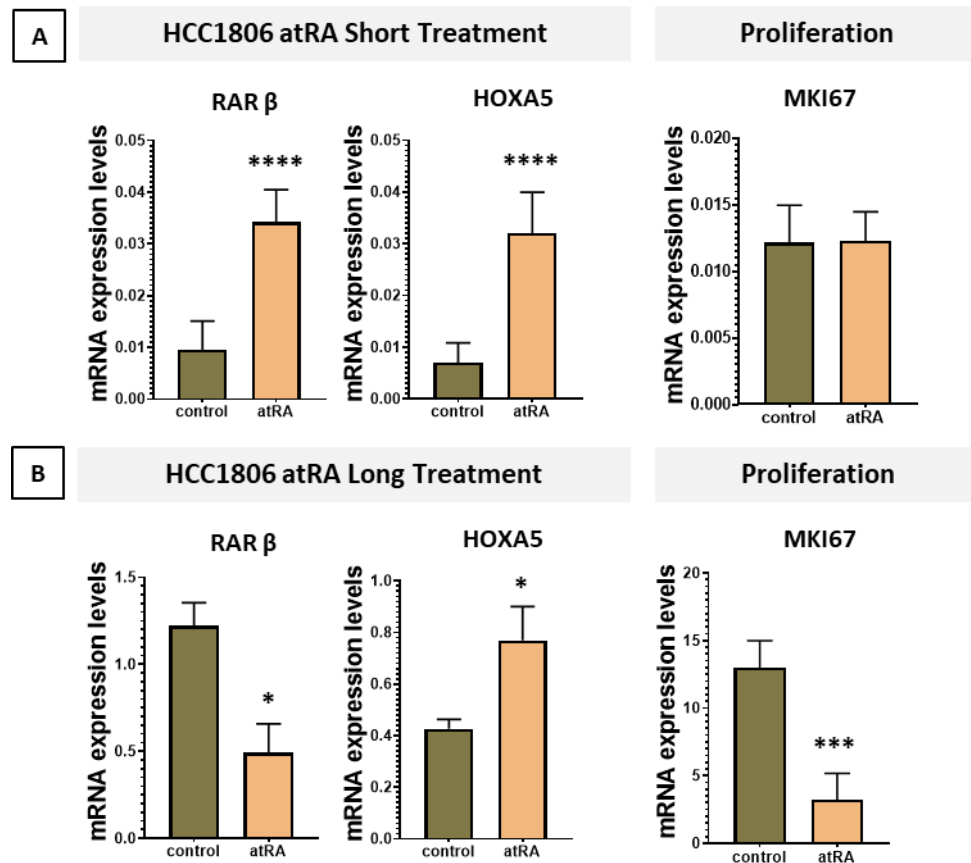 A
HCC1806 atRA Short Treatment
Proliferation
RAR β
HOXA5
MKI67
mRNA expression levels
0.05
0.04
0.03
0.02
0.01
0.00
****
control
atRA
mRNA expression levels
0.05
0.04
0.03
0.02
0.01
0.00
****
control
atRA
mRNA expression levels
0.020
0.015
0.010
0.005
0.000
control
atRA
B
HCC1806 atRA Long Treatment
Proliferation
RAR β
HOXA5
MKI67
mRNA expression levels
1.5
1.0
0.5
0.0
*
control
atRA
mRNA expression levels
1.0
0.8
0.6
0.4
0.2
0.0
*
control
atRA
mRNA expression levels
20
15
10
5
0
***
control
atRA